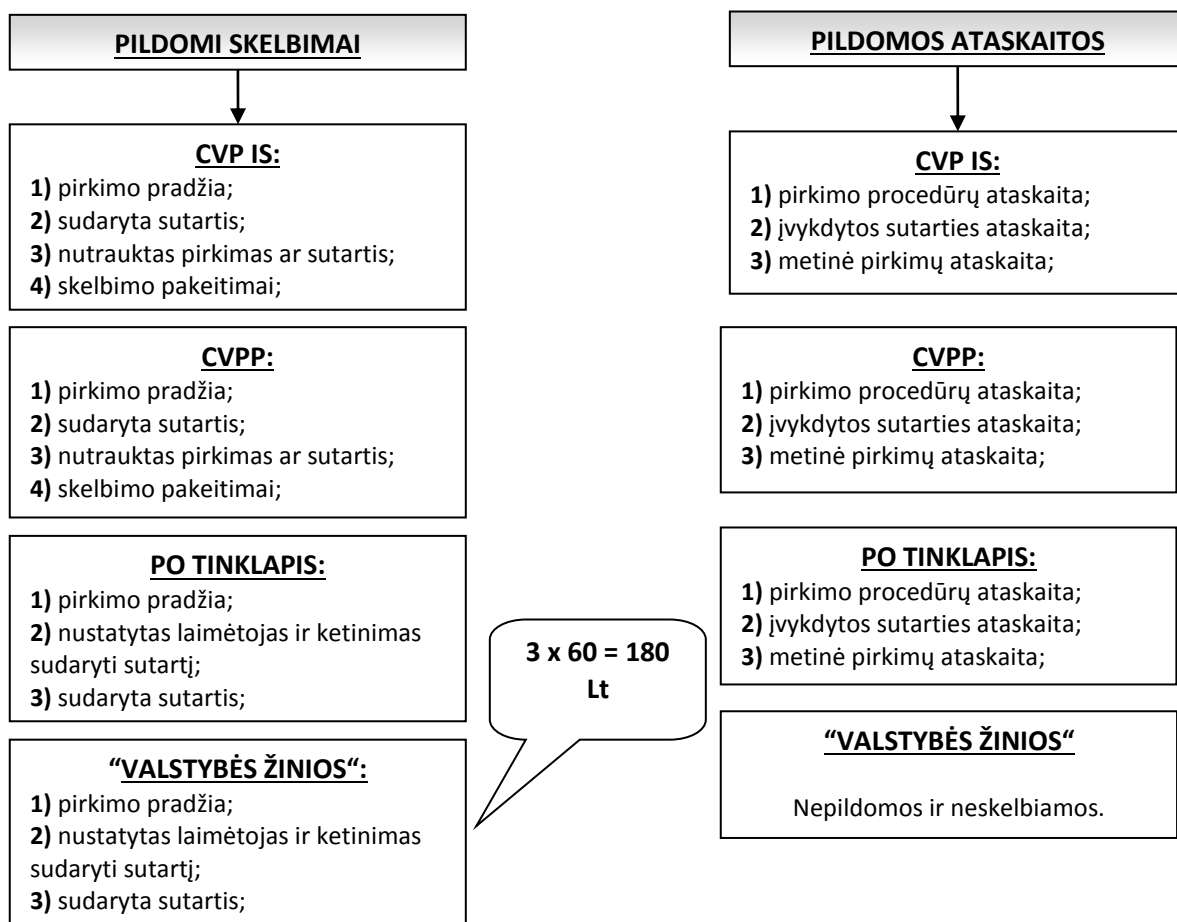 PILDOMI SKELBIMAI
CVP IS:
1) pirkimo pradžia;
2) sudaryta sutartis;
3) nutrauktas pirkimas ar sutartis;
4) skelbimo pakeitimai;
CVPP:
1) pirkimo pradžia;
2) sudaryta sutartis;
3) nutrauktas pirkimas ar sutartis;
4) skelbimo pakeitimai;
PO TINKLAPIS:
1) pirkimo pradžia;
2) nustatytas laimėtojas ir ketinimas
sudaryti sutartį;
3) sudaryta sutartis;
“VALSTYBĖS ŽINIOS“:
1) pirkimo pradžia;
2) nustatytas laimėtojas ir ketinimas
sudaryti sutartį;
3) sudaryta sutartis;
3 x 60 = 180
Lt
PILDOMOS ATASKAITOS
CVP IS:
1) pirkimo procedūrų ataskaita;
2) įvykdytos sutarties ataskaita;
3) metinė pirkimų ataskaita;
CVPP:
1) pirkimo procedūrų ataskaita;
2) įvykdytos sutarties ataskaita;
3) metinė pirkimų ataskaita;
PO TINKLAPIS:
1) pirkimo procedūrų ataskaita;
2) įvykdytos sutarties ataskaita;
3) metinė pirkimų ataskaita;
“VALSTYBĖS ŽINIOS“
Nepildomos ir neskelbiamos.